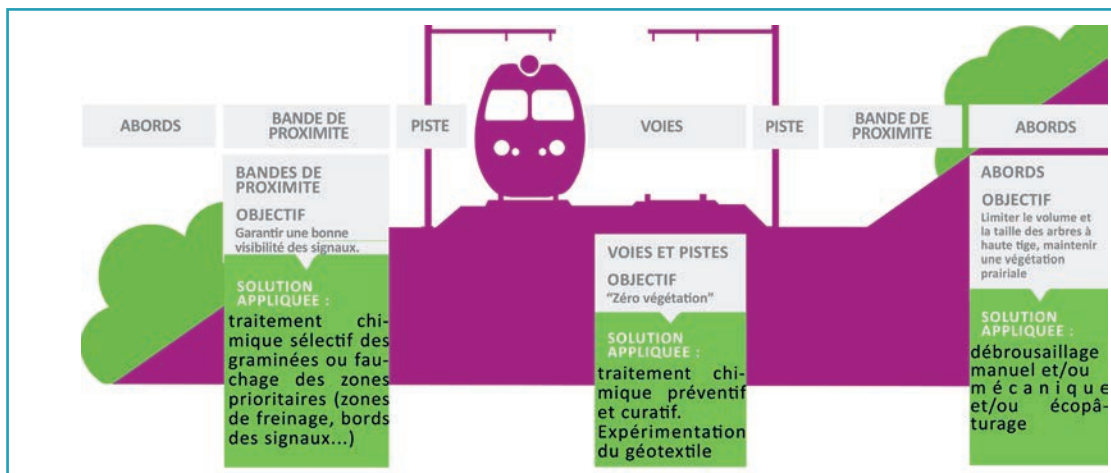 ABORDS
BANDE DE
PROXIMITE
PISTE
VOIES
PISTE
BANDE DE
PROXIMITE
ABORDS
BANDES DE
PROXIMITE
OBJECTIF
Garantir une bonne
visibilité des signaux.
SOLUTION
APPLIQUEE :
traitement chi-
mique sélectif des
graminées ou fau-
chage des zones
prioritaires (zones
de freinage, bords
des signaux...)
VOIES ET PISTES
OBJECTIF
“Zéro végétation”
SOLUTION
APPLIQUEE :
traitement chi-
mique préventif
et curatif.
Expérimentation
du géotextile
ABORDS
OBJECTIF
Limiter le volume et
la taille des arbres à
haute tige, maintenir
une végétation
prairiale
SOLUTION
APPLIQUEE :
débrousaillage
manuel et/ou
mécanique
et/ou écopâ-
turage